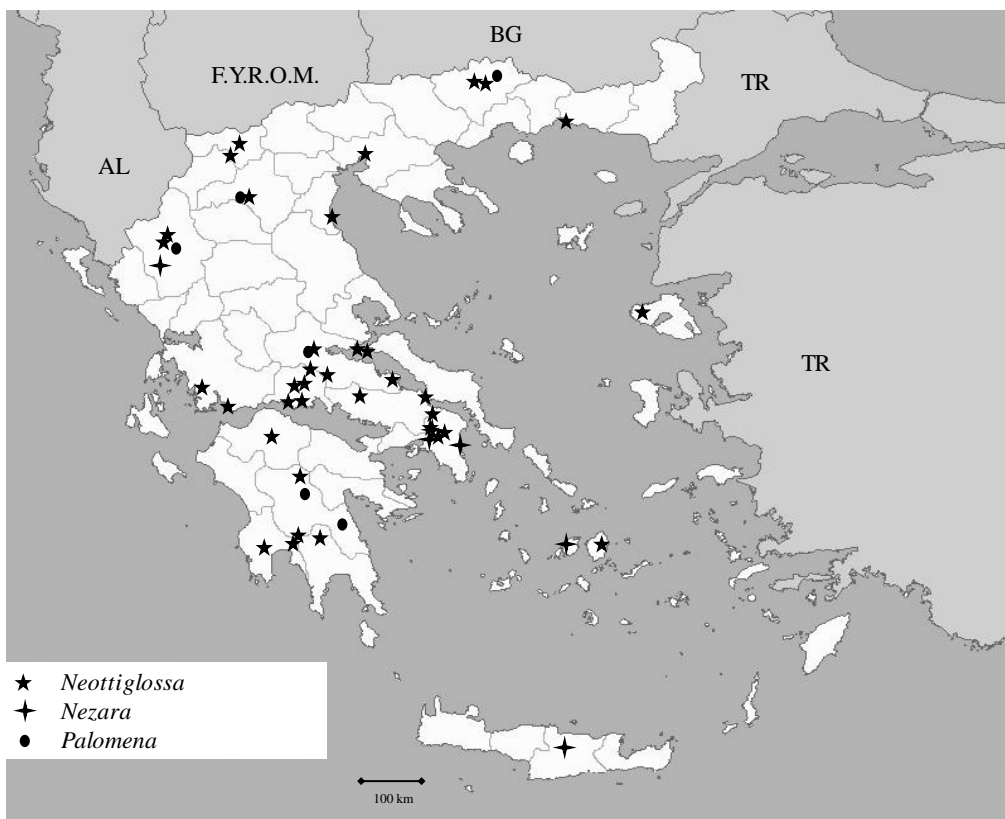 BG
F.Y.R.O.M.
TR
AL
TR
Neottiglossa
Nezara
Palomena
100 km